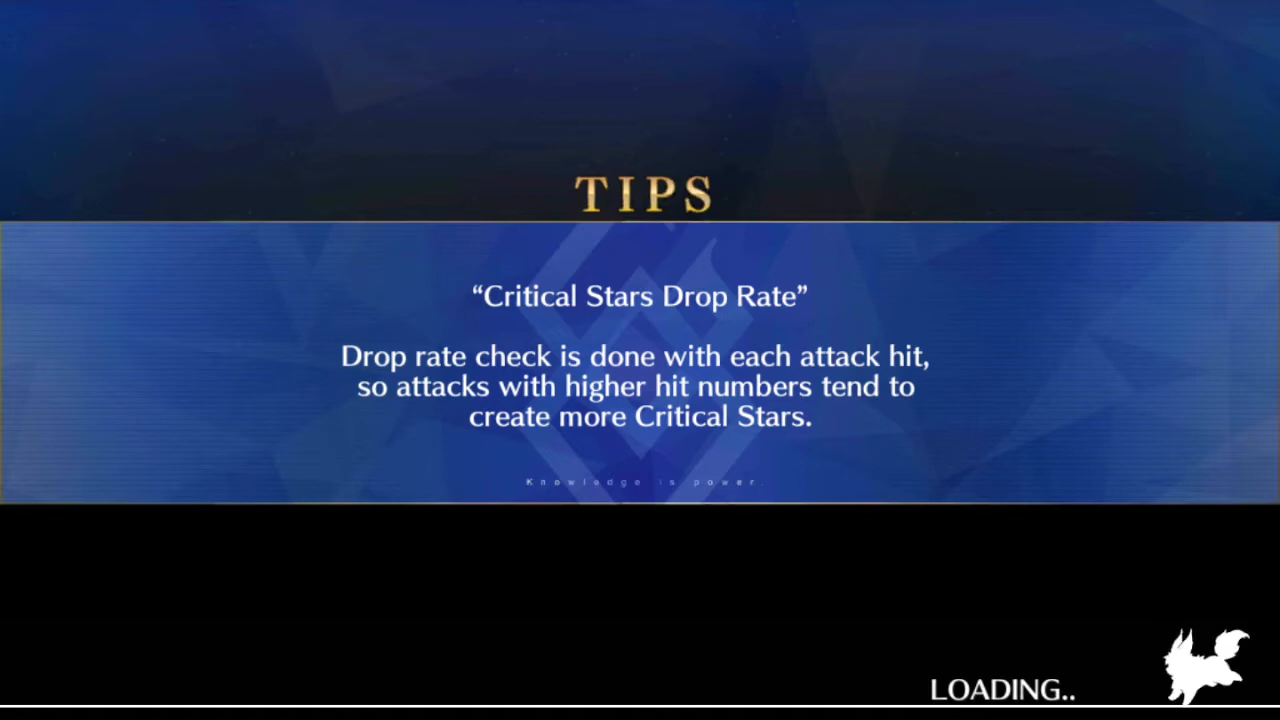 TIPS
“Critical Stars Drop Rate”
Drop rate check is done with each attack hit,
so attacks with higher hit numbers tend to
create more Critical Stars.
Knowledge is power.
LOADING..